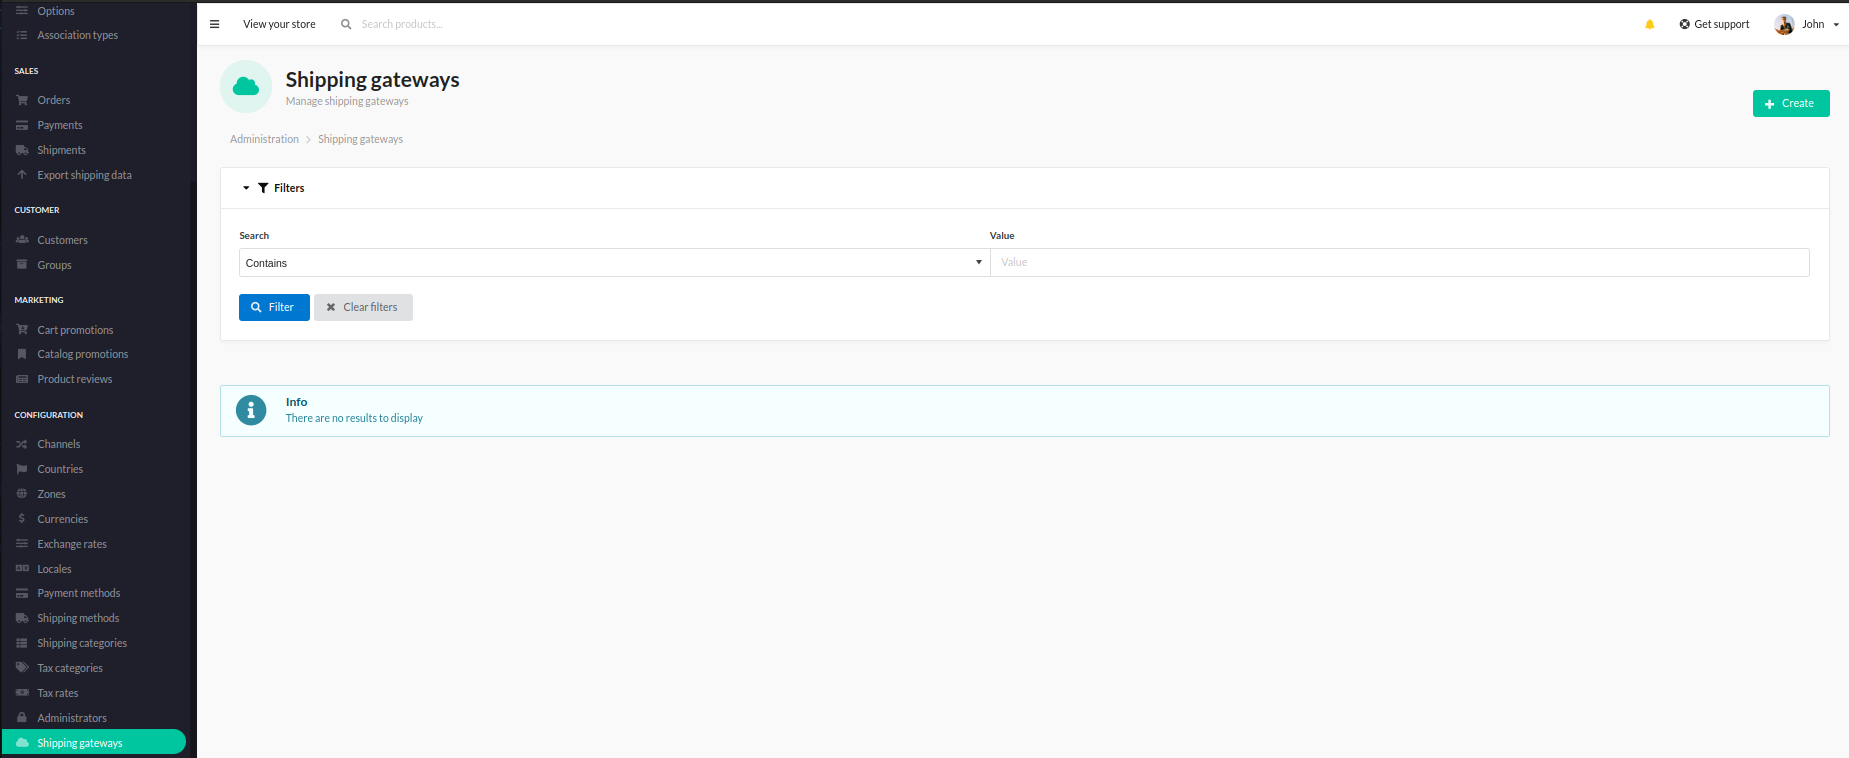 Options
Association types
SALES
Orders
Payments
Shipments
Export shipping data
CUSTOMER
Customers
Groups
MARKETING
Cart promotions
Catalog promotions
Product reviews
CONFIGURATION
Channels
Countries
Zones
Currencies
Exchange rates
Locales
Payment methods
Shipping methods
Shipping categories
Tax categories
Tax rates
Administrators
Shipping gateways
View your store
Search products...
Get support
John
Shipping gateways
Manage shipping gateways
Create
Administration
Shipping gateways
Filters
Search
Value
Contains
Value
Filter
Clear filters
Info
There are no results to display